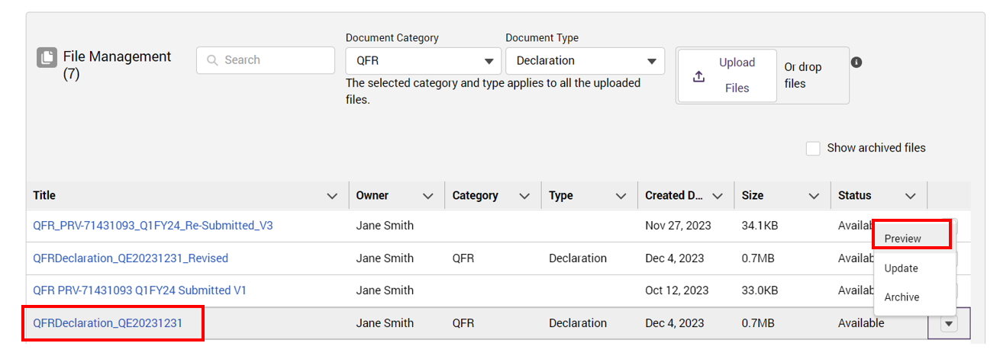 Document Category
Document Type
File Management
(7)
Search
QFR
Declaration
Upload
Files
Or drop
files
The selected category and type applies to all the uploaded
files.
Show archived files
Title Owner Category Type Created D... Size Status
QFR_PRV-71431093_Q1FY24_Re-Submitted_V3 Jane Smith Nov 27, 2023 34.1KB Availab
Preview
QFRDeclaration_QE20231231_Revised Jane Smith QFR Declaration Dec 4, 2023 0.7MB Availab
Update
QFR PRV-71431093 Q1FY24 Submitted V1 Jane Smith Oct 12, 2023 33.0KB Availab
Archive
QFRDeclaration_QE20231231 Jane Smith QFR Declaration Dec 4, 2023 0.7MB Available